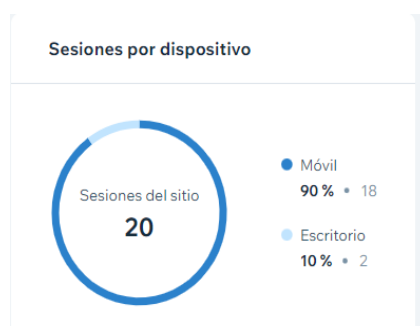 Sesiones por dispositivo
Sesiones del sitio
20
Móvil
90 % • 18
Escritorio
10 % • 2